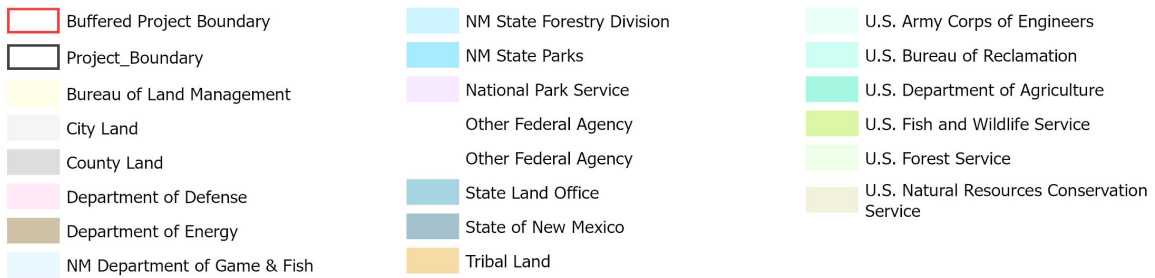 Buffered Project Boundary
Project_Boundary
Bureau of Land Management
City Land
County Land
Department of Defense
Department of Energy
NM Department of Game & Fish
NM State Forestry Division
NM State Parks
National Park Service
Other Federal Agency
Other Federal Agency
State Land Office
State of New Mexico
Tribal Land
U.S. Army Corps of Engineers
U.S. Bureau of Reclamation
U.S. Department of Agriculture
U.S. Fish and Wildlife Service
U.S. Forest Service
U.S. Natural Resources Conservation
Service